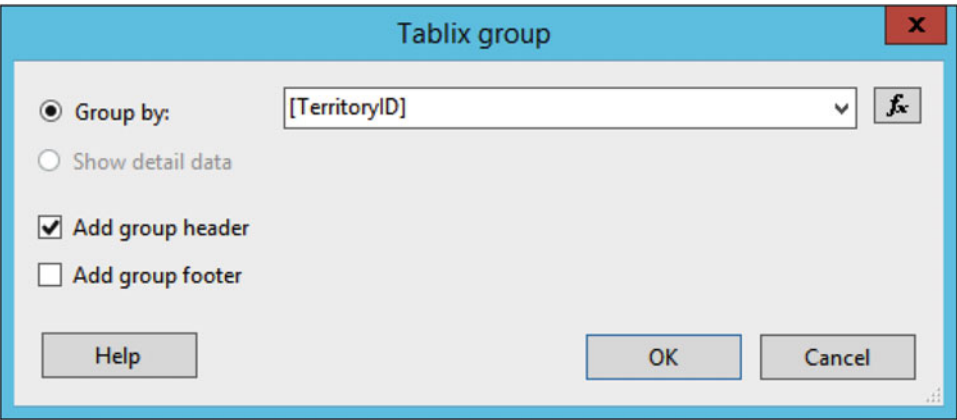 Tablix group
x
Group by: [TerritoryID] fx
Show detail data
Add group header
Add group footer
Help OK Cancel